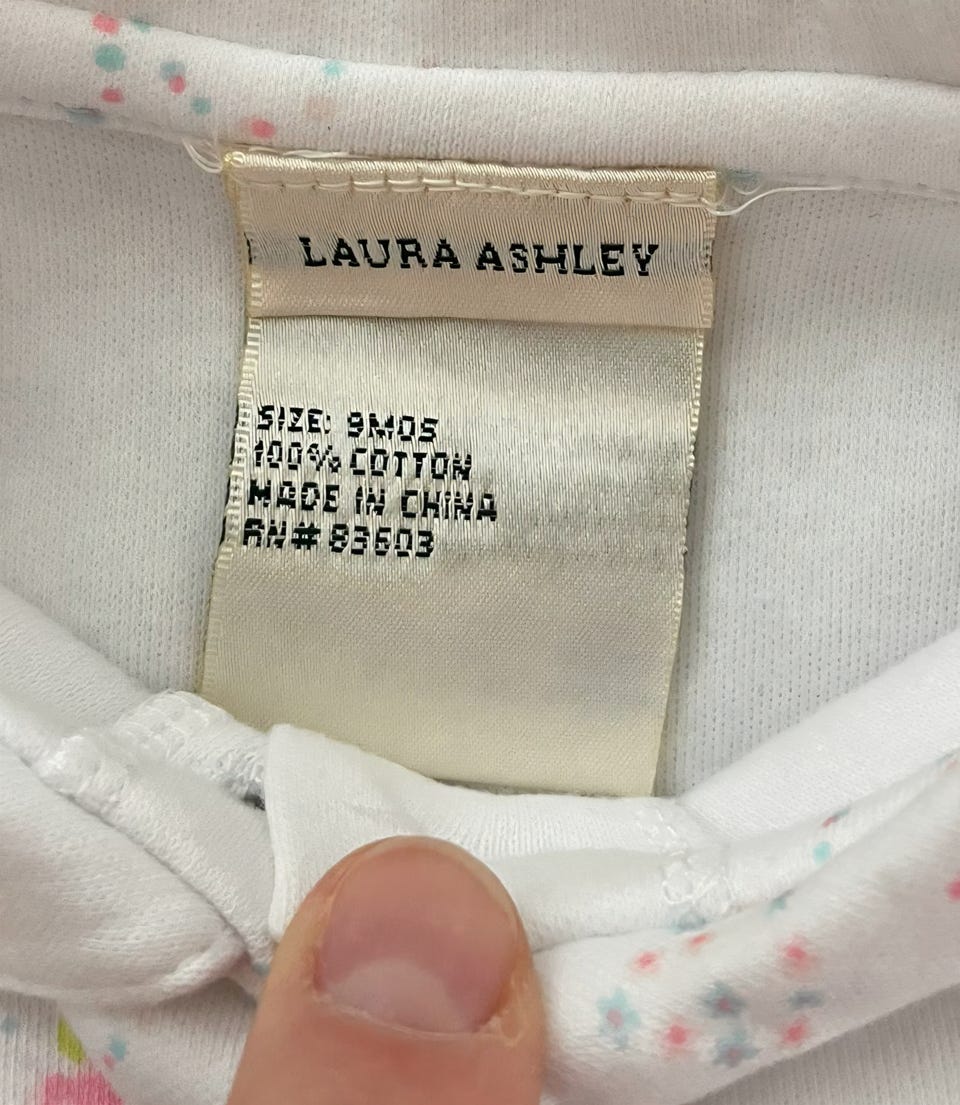 LAURA ASHLEY
SIZE: 9MOS
100% COTTON
MADE IN CHINA
RN# 83603